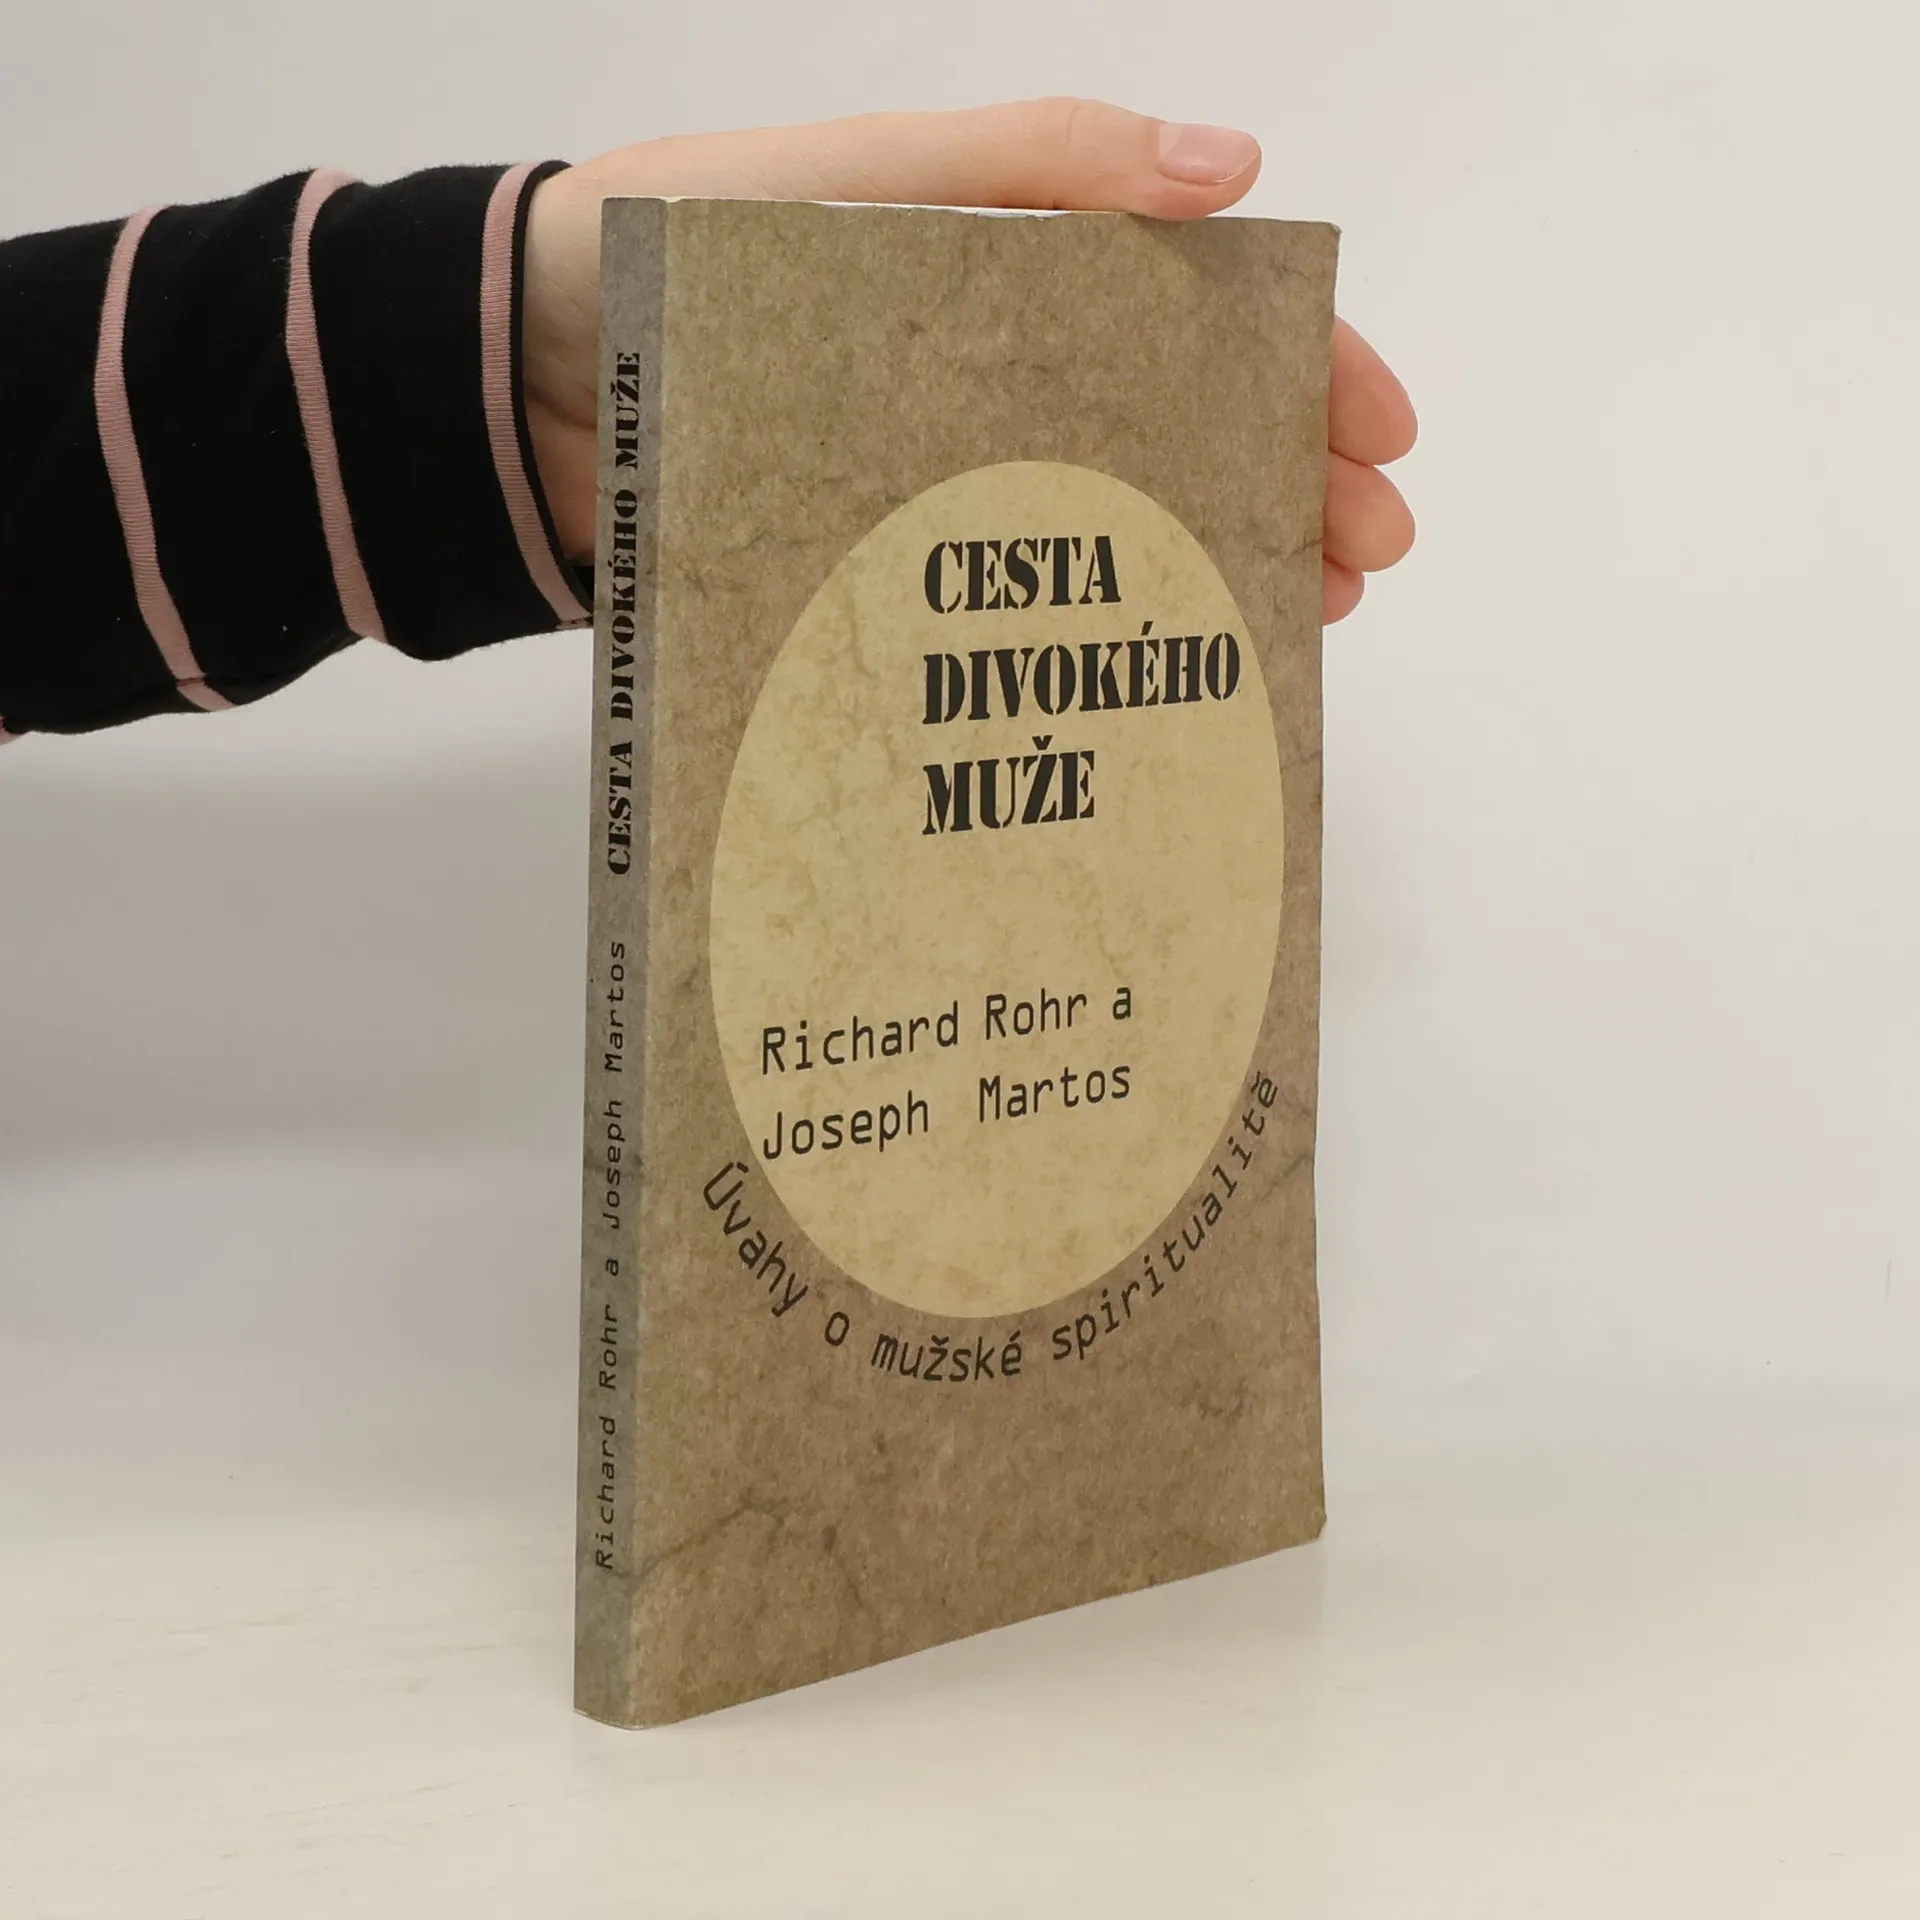 CESTA
DIVOKÉHO
MUŽE
Richard Rohr a
Joseph Martos
Úvahy o mužské spiritualitě
Richard Rohr a Joseph Martos CESTA DIVOKÉHO MUŽE